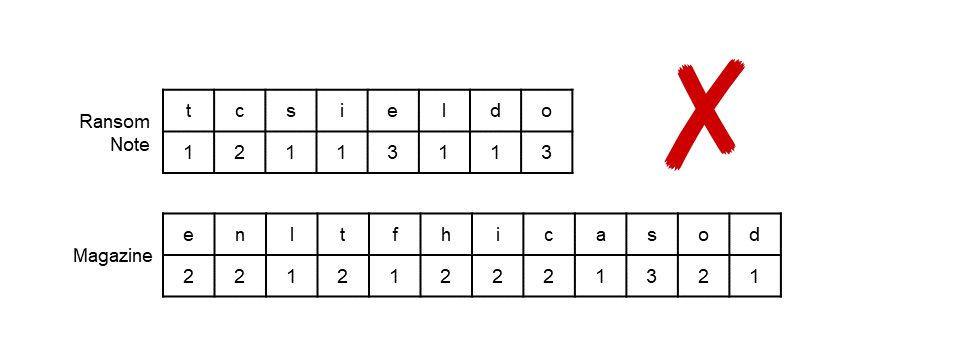 t c s i e l d o
Ransom Note
1 2 1 1 3 1 1 3
e n l t f h i c a s o d
Magazine
2 2 1 2 1 2 2 2 1 3 2 1